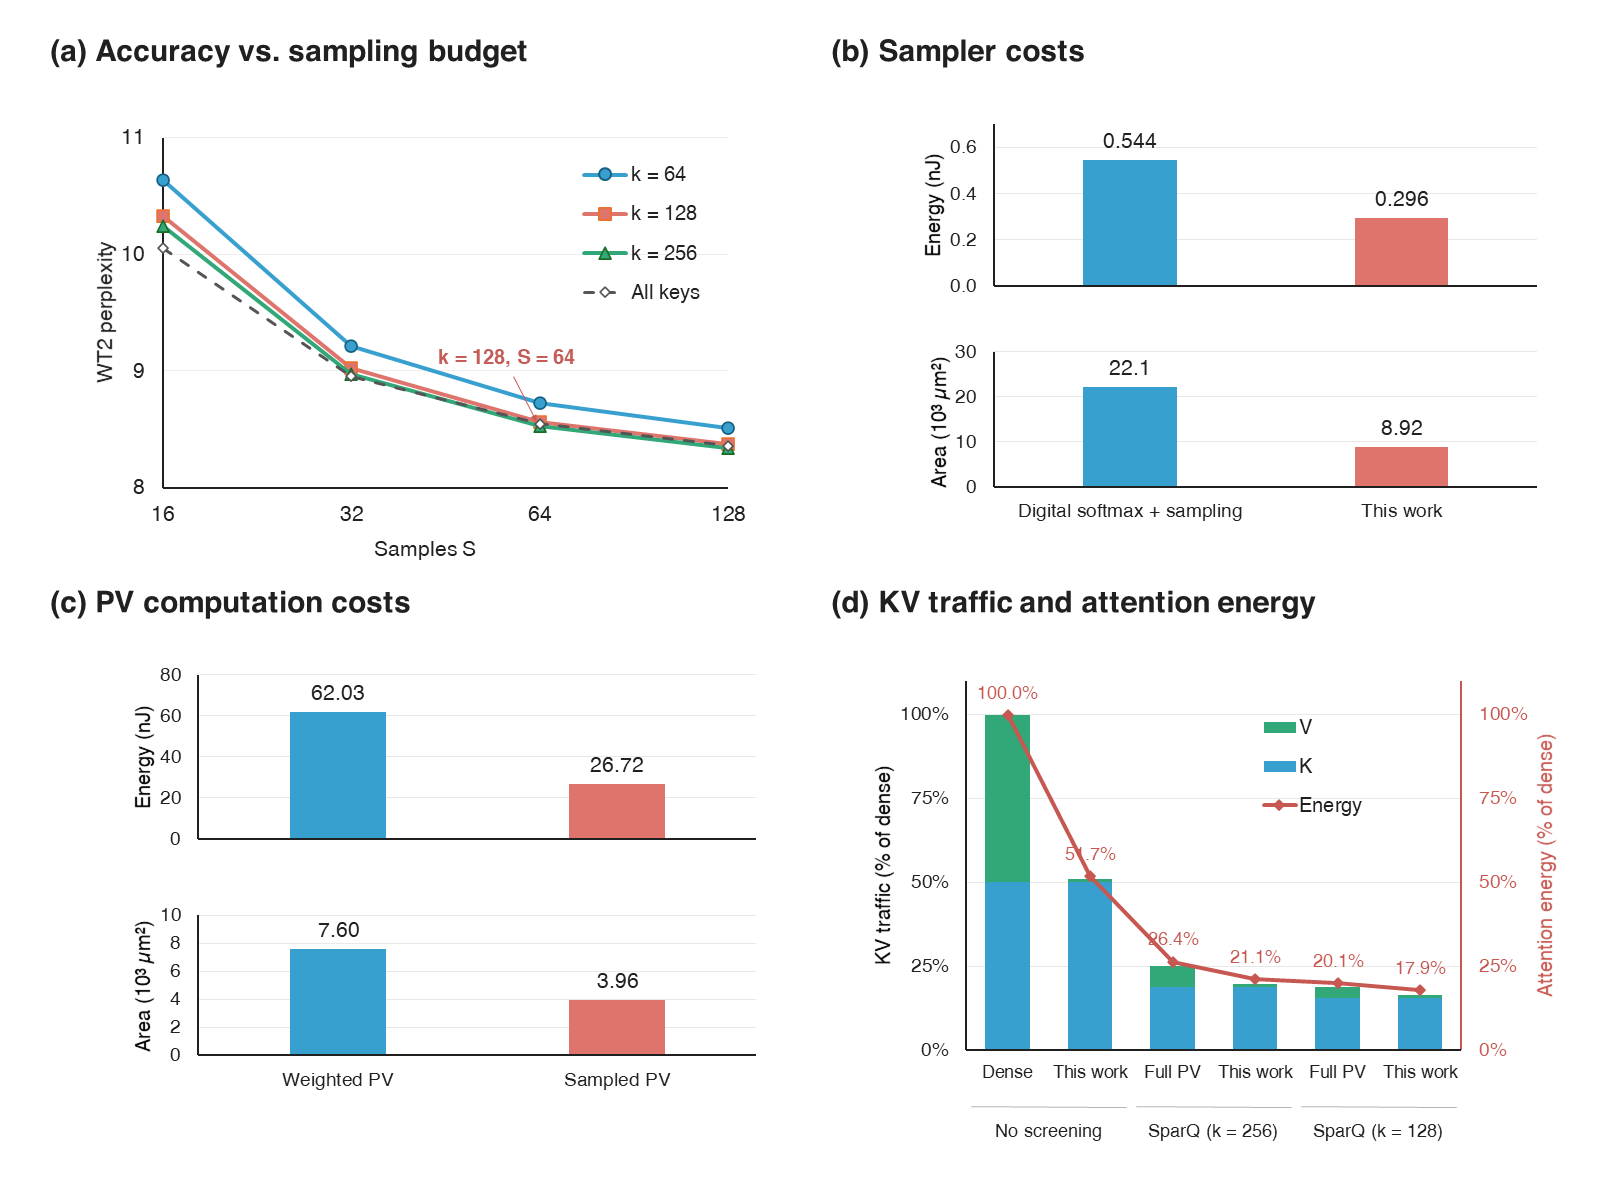 (a) Accuracy vs. sampling budget
11
10
9
8
WT2 perplexity
16
32
64
128
Samples S
k = 64
k = 128
k = 256
All keys
k = 128, S = 64
(b) Sampler costs
Energy (nJ)
0.6
0.4
0.2
0.0
0.544
0.296
Area (10³ µm²)
30
20
10
0
22.1
8.92
Digital softmax + sampling
This work
(c) PV computation costs
Energy (nJ)
80
60
40
20
0
62.03
26.72
Area (10³ µm²)
10
8
6
4
2
0
7.60
3.96
Weighted PV
Sampled PV
(d) KV traffic and attention energy
KV traffic (% of dense)
100%
75%
50%
25%
0%
100.0%
51.7%
26.4%
21.1%
20.1%
17.9%
V
K
Energy
100%
75%
50%
25%
0%
Attention energy (% of dense)
Dense
This work
Full PV
This work
Full PV
This work
No screening
SparQ (k = 256)
SparQ (k = 128)